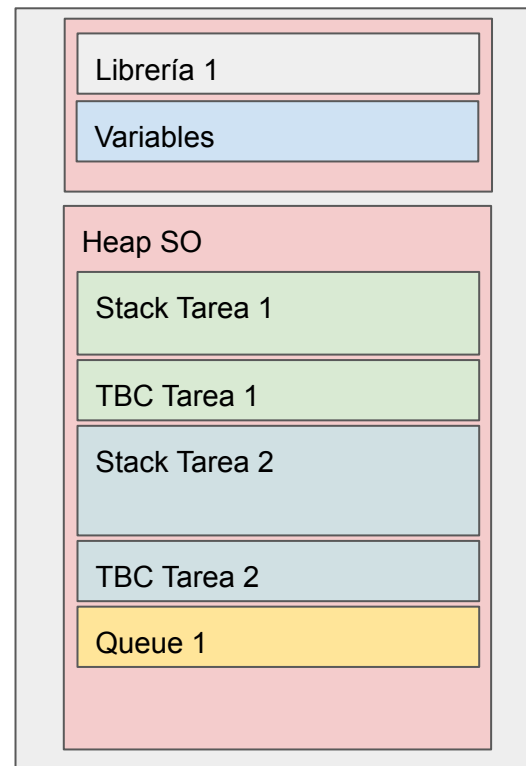 Librería 1
Variables
Heap SO
Stack Tarea 1
TBC Tarea 1
Stack Tarea 2
TBC Tarea 2
Queue 1